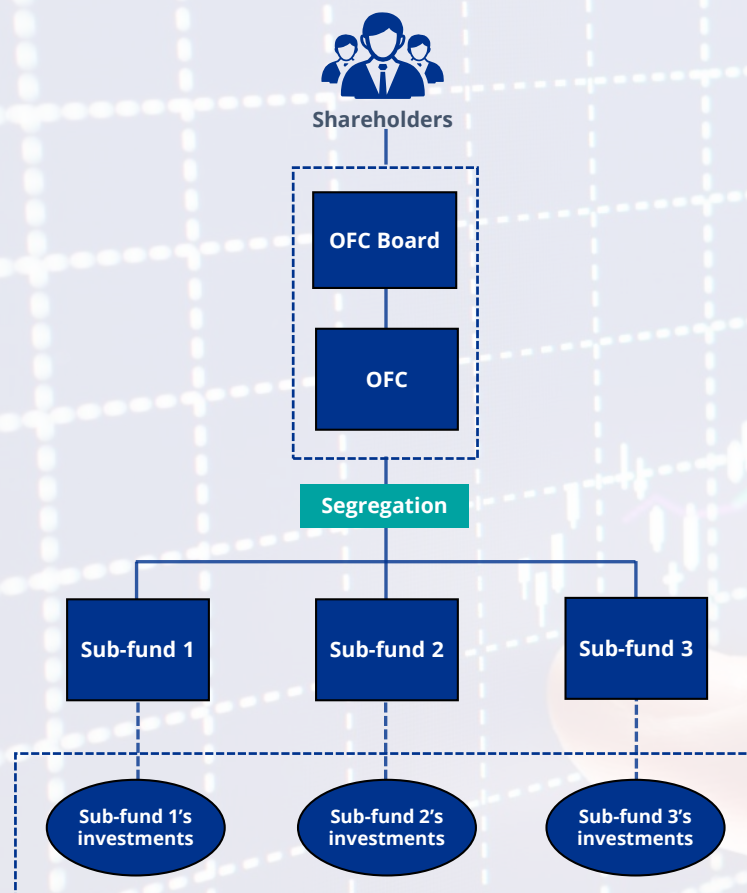 Shareholders
OFC Board
OFC
Segregation
Sub-fund 1
Sub-fund 2
Sub-fund 3
Sub-fund 1's
investments
Sub-fund 2's
investments
Sub-fund 3's
investments